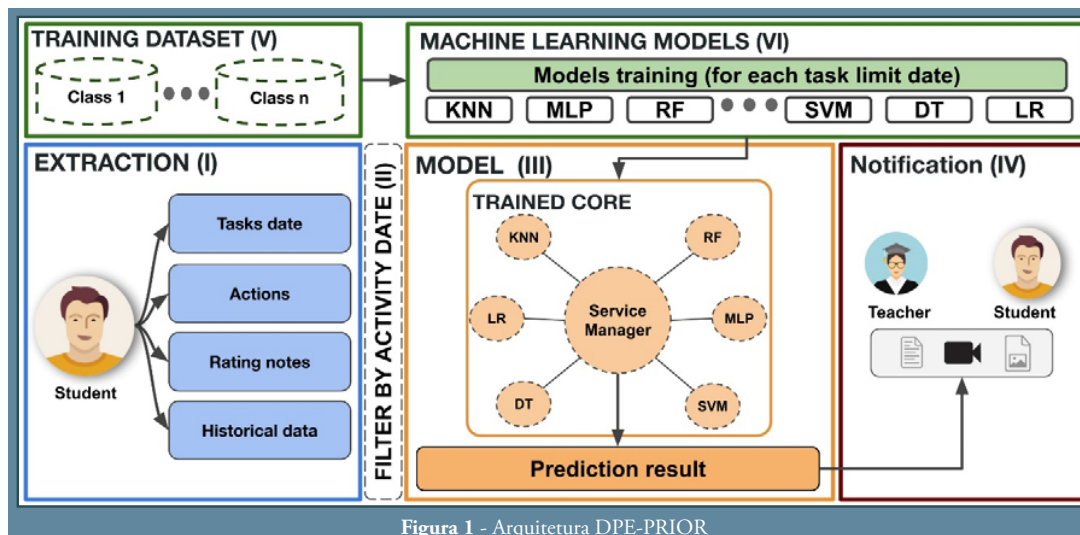 TRAINING DATASET (V)
Class 1
Class n
MACHINE LEARNING MODELS (VI)
Models training (for each task limit date)
KNN
MLP
RF
SVM
DT
LR
EXTRACTION (I)
Tasks date
Actions
Rating notes
Historical data
Student
FILTER BY ACTIVITY DATE (II)
MODEL (III)
TRAINED CORE
KNN
RF
LR
Service
Manager
MLP
DT
SVM
Prediction result
Notification (IV)
Teacher
Student
Figura 1 - Arquitetura DPE-PRIOR